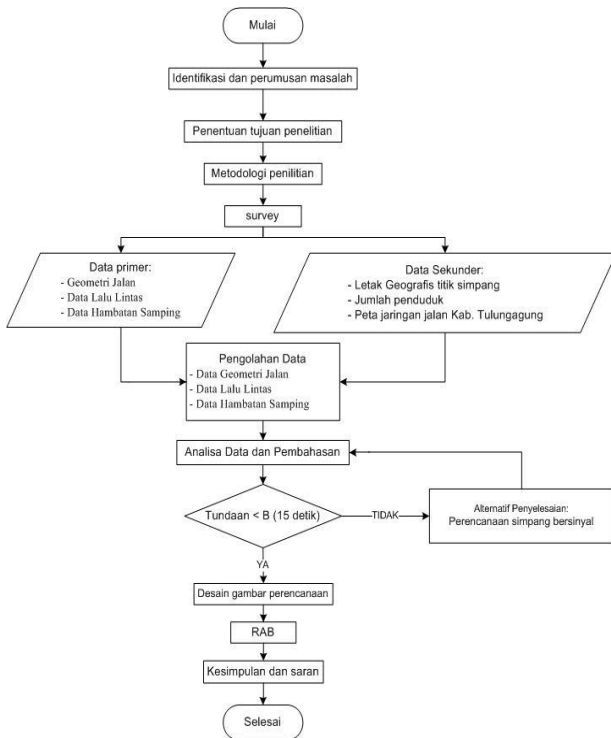 Mulai
Identifikasi dan perumusan masalah
Penentuan tujuan penelitian
Metodologi penilitian
survey
Data primer:
- Geometri Jalan
- Data Lalu Lintas
- Data Hambatan Samping
Data Sekunder:
- Letak Geografis titik simpang
- Jumlah penduduk
- Peta jaringan jalan Kab. Tulungagung
Pengolahan Data
- Data Geometri Jalan
- Data Lalu Lintas
- Data Hambatan Samping
Analisa Data dan Pembahasan
Tundaan < B (15 detik)
TIDAK
Alternatif Penyelesaian:
Perencanaan simpang bersinyal
YA
Desain gambar perencanaan
RAB
Kesimpulan dan saran
Selesai